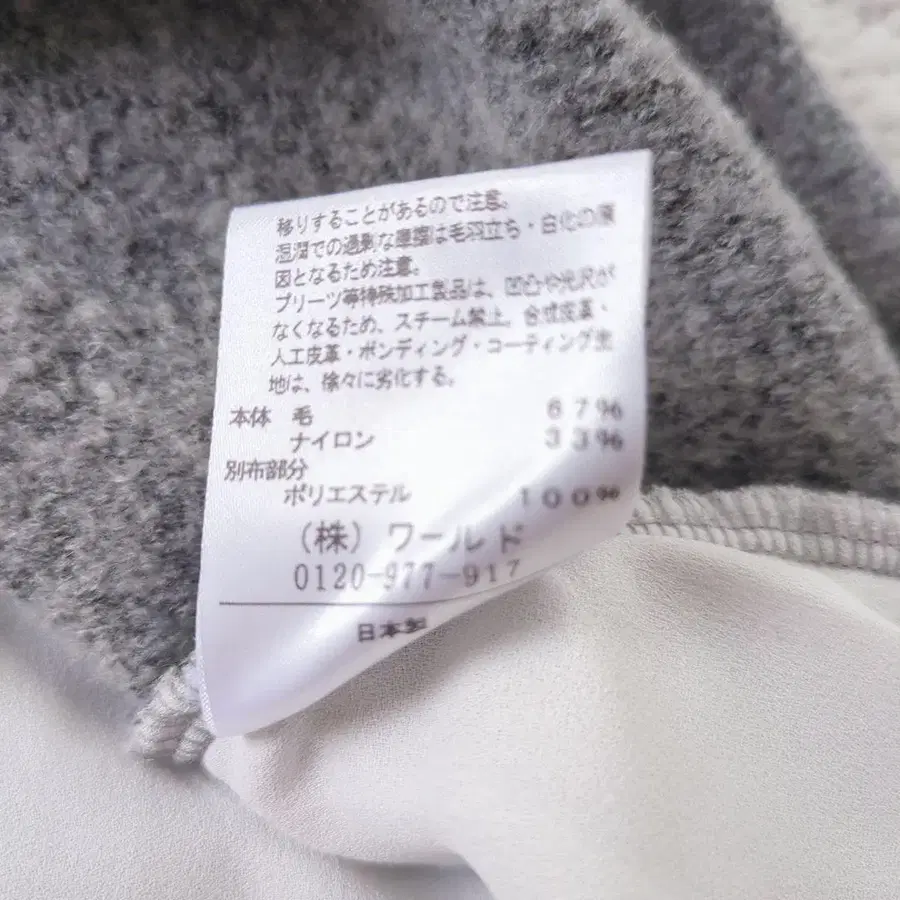 移りすることがあるので注意。
湿潤での過剰な摩擦は毛羽立ち・白化の原
因となるため注意。
プリーツ等特殊加工製品は、凹凸や光沢が
なくなるため、スチーム禁止。合成皮革・
人工皮革・ボンディング・コーティング生
地は、徐々に劣化する。
本体 毛 67%
ナイロン 33%
別布部分
ポリエステル 100%
(株)ワールド
0120-977-917
日本製